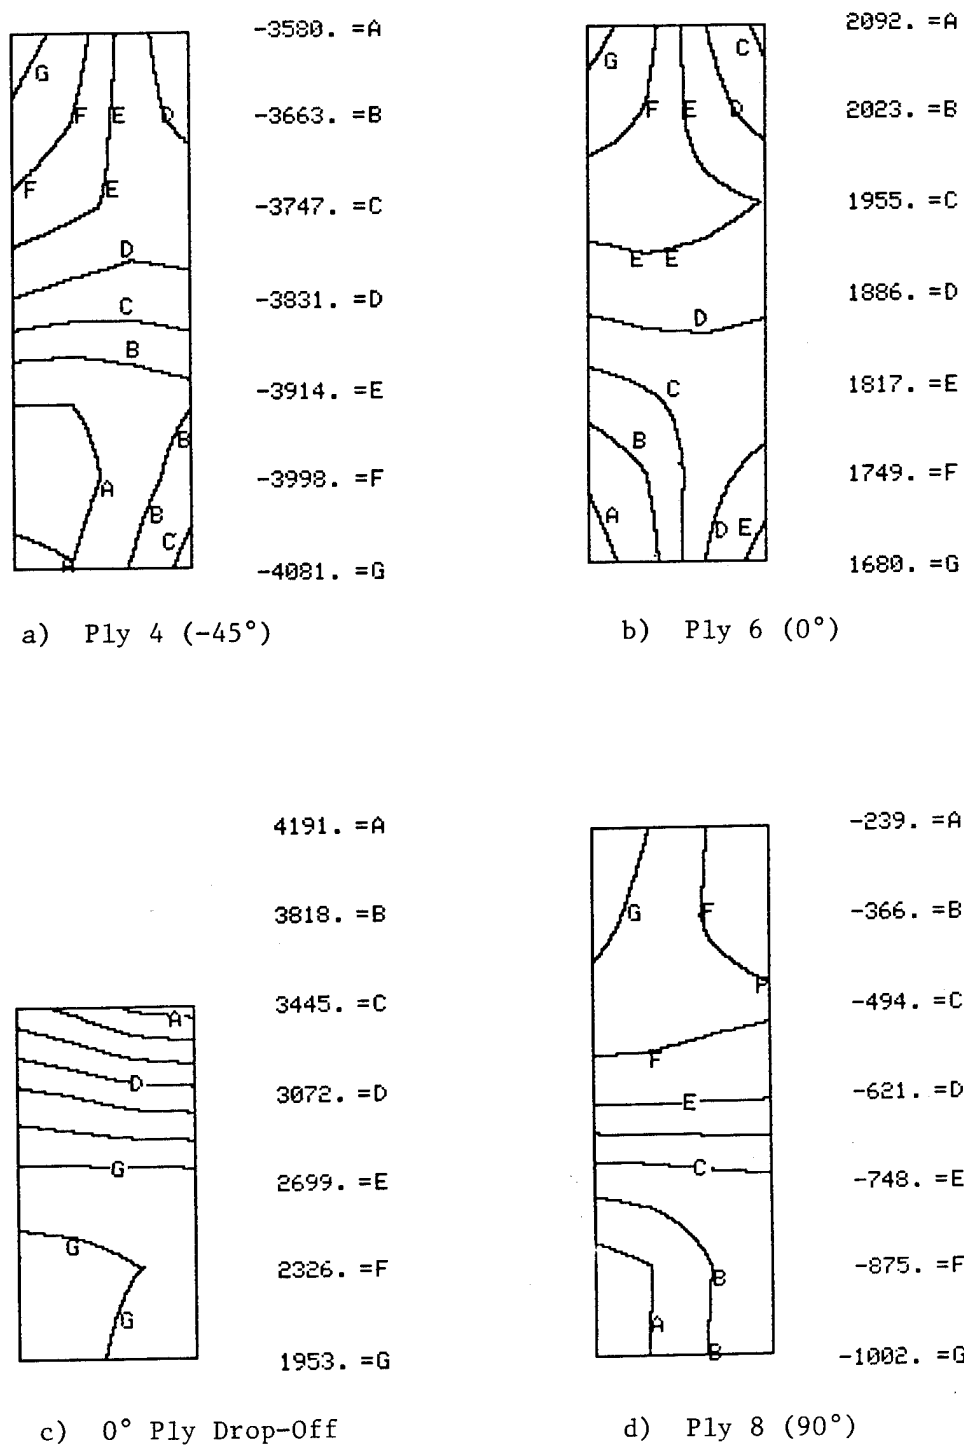 -3580. =A
-3663. =B
-3747. =C
-3831. =D
-3914. =E
-3998. =F
-4081. =G
G
F
E
D
F
E
D
C
B
B
A
B
C
A
a) Ply 4 (-45°)
2092. =A
2023. =B
1955. =C
1886. =D
1817. =E
1749. =F
1680. =G
C
G
F
E
D
E
E
D
C
B
A
D
E
b) Ply 6 (0°)
4191. =A
3818. =B
3445. =C
3072. =D
2699. =E
2326. =F
1953. =G
A
D
G
G
G
c) 0° Ply Drop-Off
-239. =A
-366. =B
-494. =C
-621. =D
-748. =E
-875. =F
-1002. =G
G
F
F
F
E
C
B
A
B
d) Ply 8 (90°)